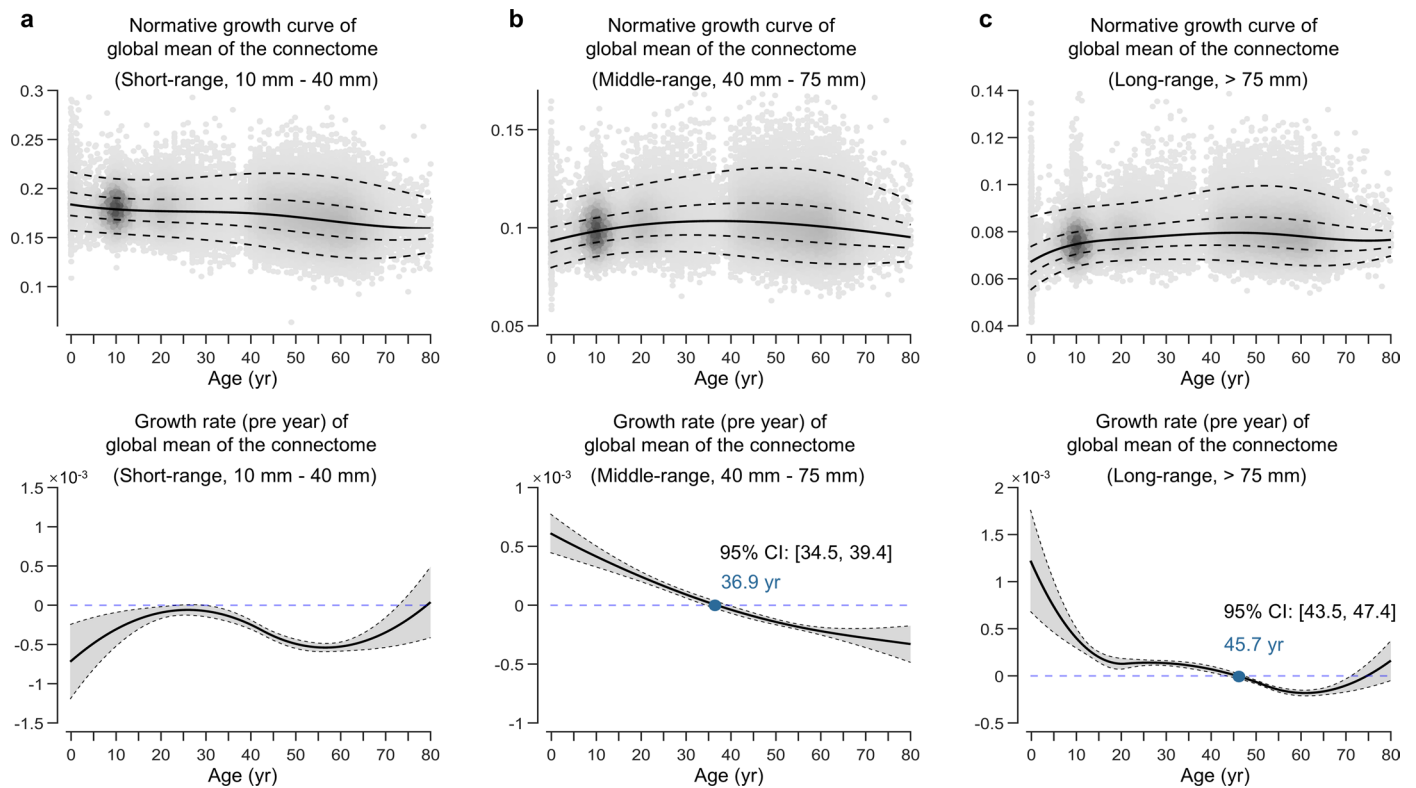 a
Normative growth curve of
global mean of the connectome
(Short-range, 10 mm - 40 mm)
0.3
0.25
0.2
0.15
0.1
0 10 20 30 40 50 60 70 80
Age (yr)
b
Normative growth curve of
global mean of the connectome
(Middle-range, 40 mm - 75 mm)
0.15
0.1
0.05
0 10 20 30 40 50 60 70 80
Age (yr)
c
Normative growth curve of
global mean of the connectome
(Long-range, > 75 mm)
0.14
0.12
0.1
0.08
0.06
0.04
0 10 20 30 40 50 60 70 80
Age (yr)
Growth rate (pre year) of
global mean of the connectome
(Short-range, 10 mm - 40 mm)
×10⁻³
1.5
1
0.5
0
-0.5
-1
-1.5
0 10 20 30 40 50 60 70 80
Age (yr)
Growth rate (pre year) of
global mean of the connectome
(Middle-range, 40 mm - 75 mm)
×10⁻³
1
0.5
0
-0.5
-1
95% CI: [34.5, 39.4]
36.9 yr
0 10 20 30 40 50 60 70 80
Age (yr)
Growth rate (pre year) of
global mean of the connectome
(Long-range, > 75 mm)
×10⁻³
2
1.5
1
0.5
0
-0.5
95% CI: [43.5, 47.4]
45.7 yr
0 10 20 30 40 50 60 70 80
Age (yr)